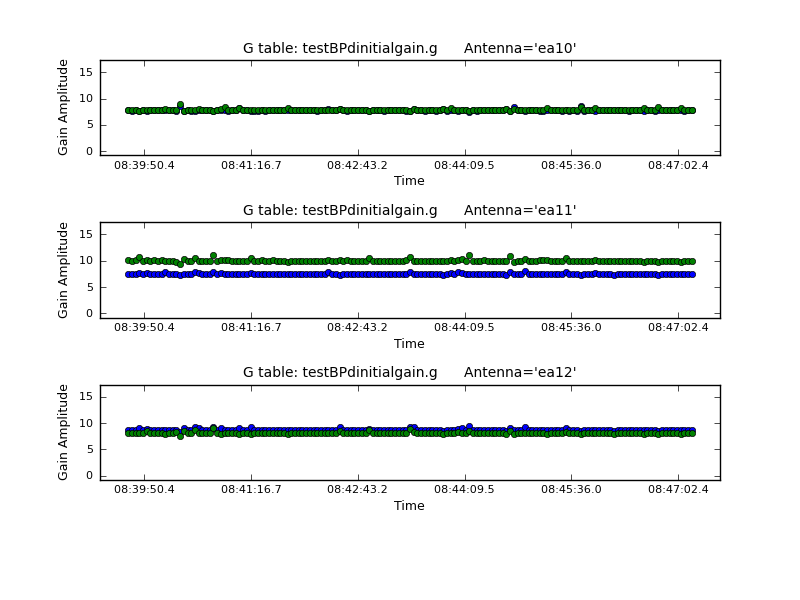 G table: testBPdinitialgain.g Antenna='ea10'
Gain Amplitude
15
10
5
0
08:39:50.4 08:41:16.7 08:42:43.2 08:44:09.5 08:45:36.0 08:47:02.4
Time
G table: testBPdinitialgain.g Antenna='ea11'
Gain Amplitude
15
10
5
0
08:39:50.4 08:41:16.7 08:42:43.2 08:44:09.5 08:45:36.0 08:47:02.4
Time
G table: testBPdinitialgain.g Antenna='ea12'
Gain Amplitude
15
10
5
0
08:39:50.4 08:41:16.7 08:42:43.2 08:44:09.5 08:45:36.0 08:47:02.4
Time